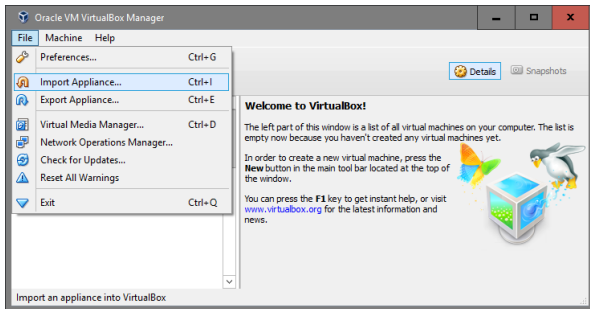 Oracle VM VirtualBox Manager
File Machine Help
Preferences... Ctrl+G
Import Appliance... Ctrl+I
Export Appliance... Ctrl+E
Virtual Media Manager... Ctrl+D
Network Operations Manager...
Check for Updates...
Reset All Warnings
Exit Ctrl+Q
Details Snapshots
Welcome to VirtualBox!
The left part of this window is a list of all virtual machines on your computer. The list is
empty now because you haven't created any virtual machines yet.
In order to create a new virtual machine, press the
New button in the main tool bar located at the top of
the window.
You can press the F1 key to get instant help, or visit
www.virtualbox.org for the latest information and
news.
Import an appliance into VirtualBox